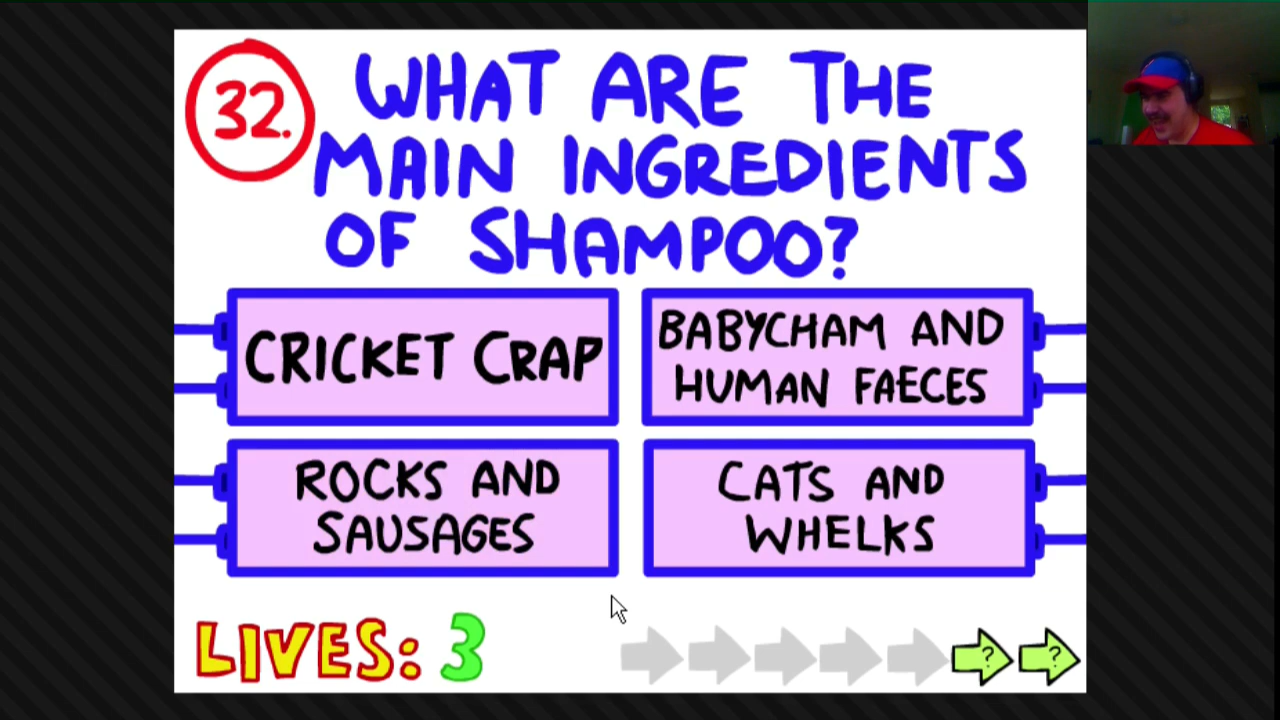 32.
WHAT ARE THE
MAIN INGREDIENTS
OF SHAMPOO?
CRICKET CRAP
BABYCHAM AND
HUMAN FAECES
ROCKS AND
SAUSAGES
CATS AND
WHELKS
LIVES: 3
? ?